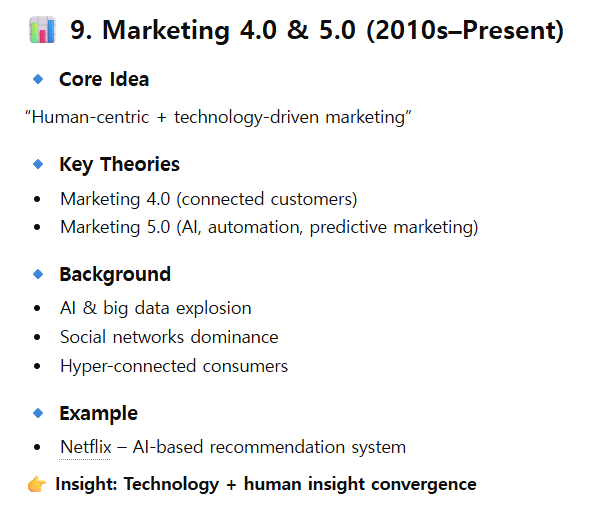 📊 9. Marketing 4.0 & 5.0 (2010s–Present)
🔹 Core Idea
“Human-centric + technology-driven marketing”
🔹 Key Theories
• Marketing 4.0 (connected customers)
• Marketing 5.0 (AI, automation, predictive marketing)
🔹 Background
• AI & big data explosion
• Social networks dominance
• Hyper-connected consumers
🔹 Example
• Netflix – AI-based recommendation system
👉 Insight: Technology + human insight convergence